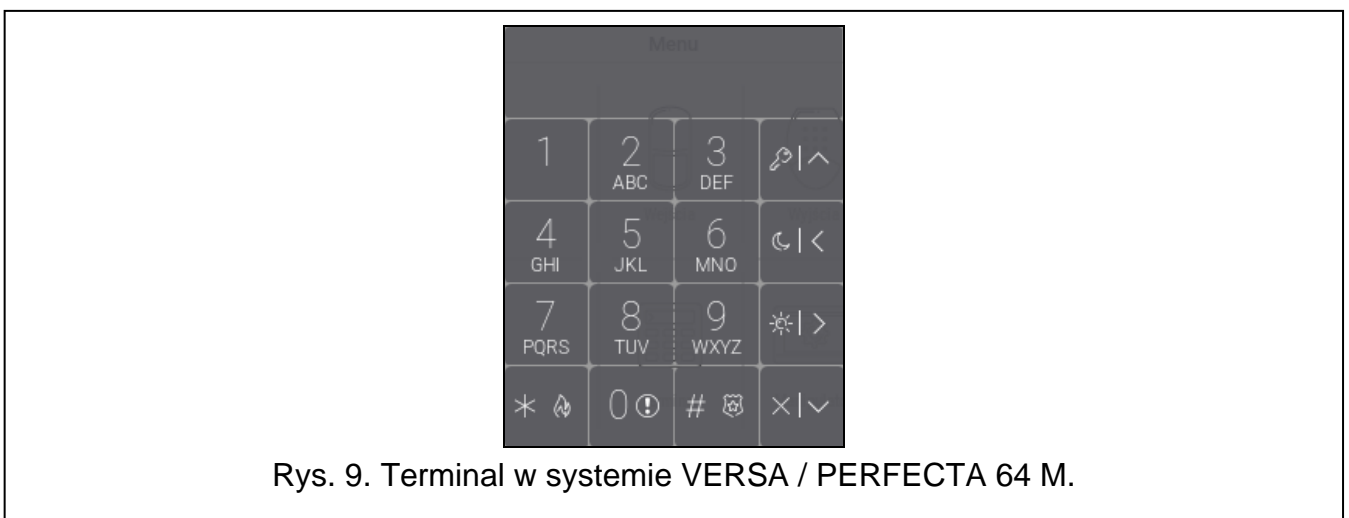 Menu
1 2 3
ABC DEF
4 5 6
GHI JKL MNO
7 8 9
PQRS TUV WXYZ
* 0 #
Rys. 9. Terminal w systemie VERSA / PERFECTA 64 M.